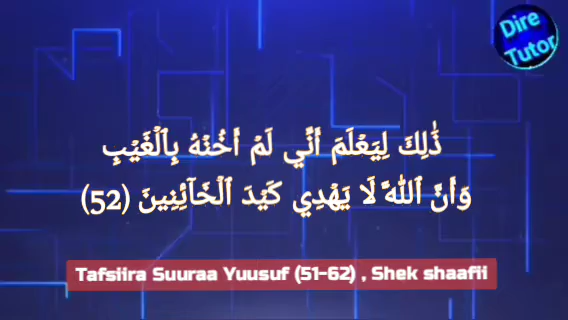 Dire
Tutor
ذَٰلِكَ لِيَعْلَمَ أَنِّي لَمْ أَخُنْهُ بِٱلْغَيْبِ
وَأَنَّ ٱللَّهَ لَا يَهْدِي كَيْدَ ٱلْخَآئِنِينَ (52)
Tafsiira Suuraa Yuusuf (51-62) , Shek shaafii